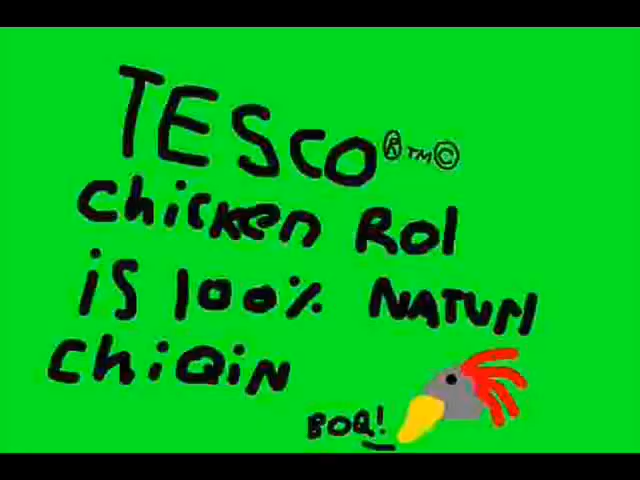 TESCO®™©
chicken Rol
is 100% NATURl
chiQiN
BOQ!